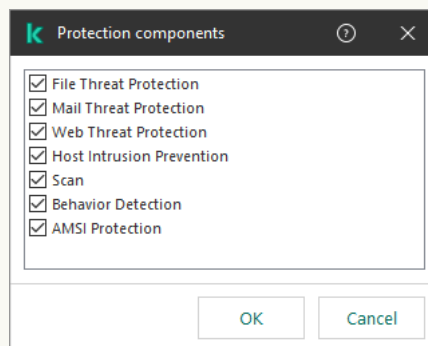 Protection components
File Threat Protection
Mail Threat Protection
Web Threat Protection
Host Intrusion Prevention
Scan
Behavior Detection
AMSI Protection
OK Cancel